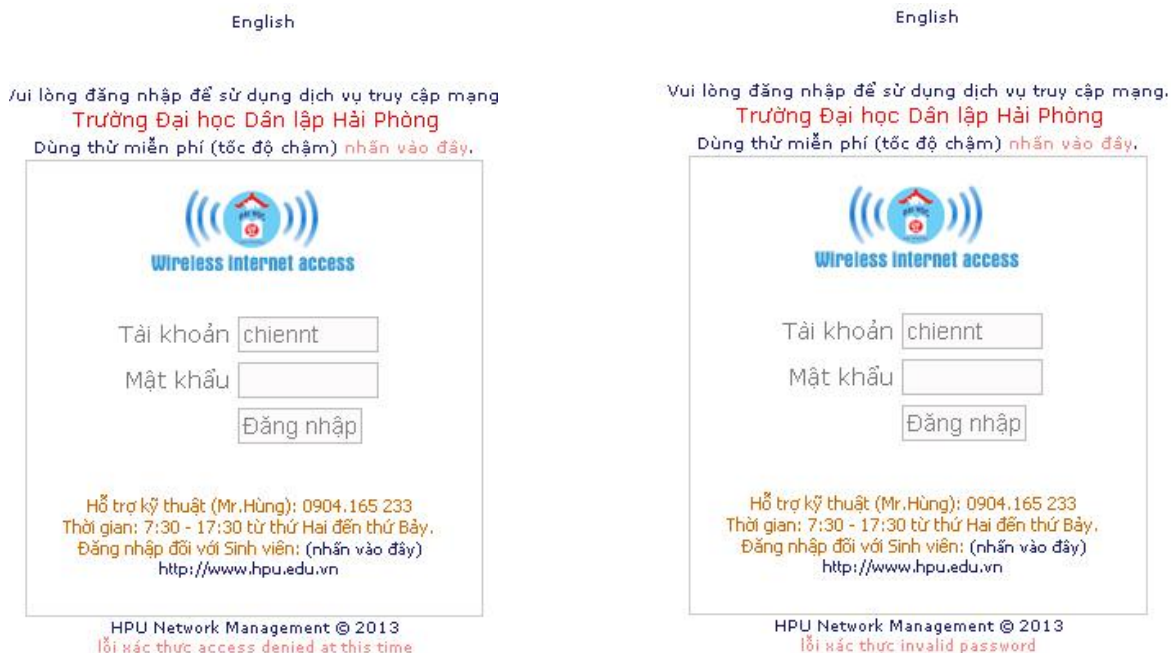 English
/ui lòng đăng nhập để sử dụng dịch vụ truy cập mạng
Trường Đại học Dân lập Hải Phòng
Dùng thử miễn phí (tốc độ chậm) nhấn vào đây.
Wireless internet access
Tài khoản chiennt
Mật khẩu
Đăng nhập
Hỗ trợ kỹ thuật (Mr.Hùng): 0904.165 233
Thời gian: 7:30 - 17:30 từ thứ Hai đến thứ Bảy.
Đăng nhập đối với Sinh viên: (nhấn vào đây)
http://www.hpu.edu.vn
HPU Network Management © 2013
lỗi xác thực access denied at this time
English
Vui lòng đăng nhập để sử dụng dịch vụ truy cập mạng.
Trường Đại học Dân lập Hải Phòng
Dùng thử miễn phí (tốc độ chậm) nhấn vào đây.
Wireless internet access
Tài khoản chiennt
Mật khẩu
Đăng nhập
Hỗ trợ kỹ thuật (Mr.Hùng): 0904.165 233
Thời gian: 7:30 - 17:30 từ thứ Hai đến thứ Bảy.
Đăng nhập đối với Sinh viên: (nhấn vào đây)
http://www.hpu.edu.vn
HPU Network Management © 2013
lỗi xác thực invalid password